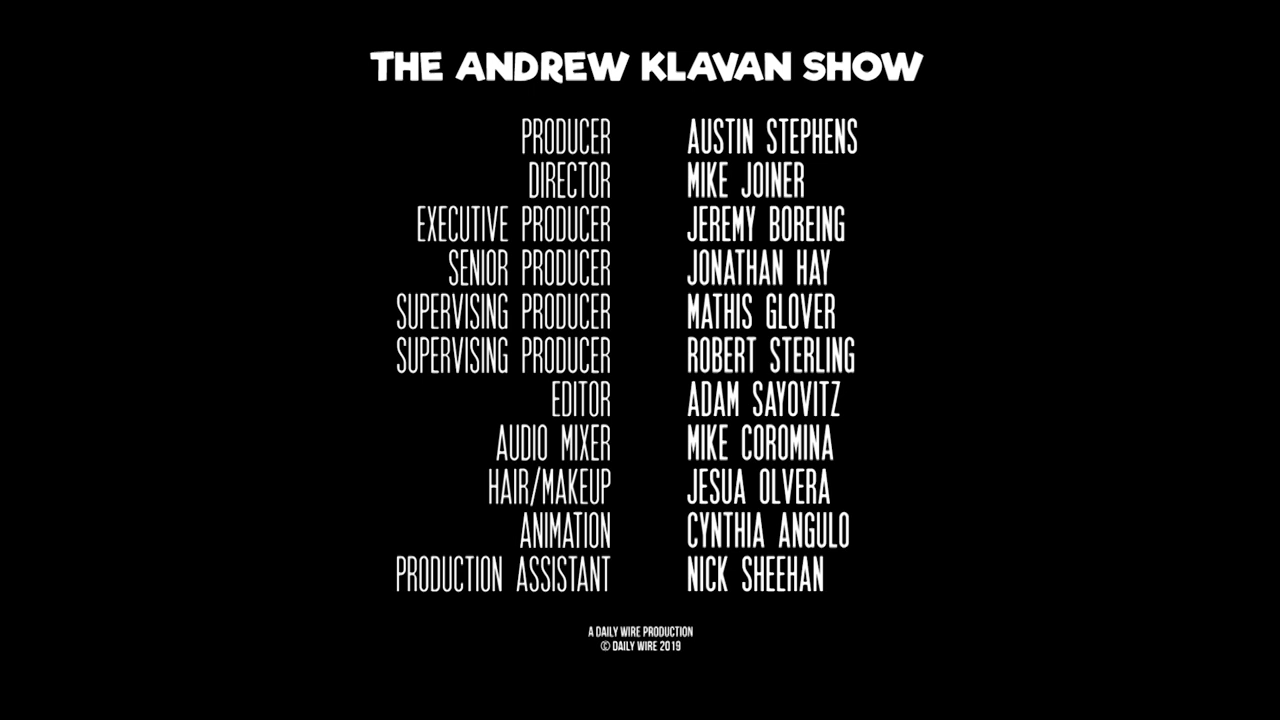 THE ANDREW KLAVAN SHOW
PRODUCER AUSTIN STEPHENS
DIRECTOR MIKE JOINER
EXECUTIVE PRODUCER JEREMY BOREING
SENIOR PRODUCER JONATHAN HAY
SUPERVISING PRODUCER MATHIS GLOVER
SUPERVISING PRODUCER ROBERT STERLING
EDITOR ADAM SAYOVITZ
AUDIO MIXER MIKE COROMINA
HAIR/MAKEUP JESUA OLVERA
ANIMATION CYNTHIA ANGULO
PRODUCTION ASSISTANT NICK SHEEHAN
A DAILY WIRE PRODUCTION
© DAILY WIRE 2019